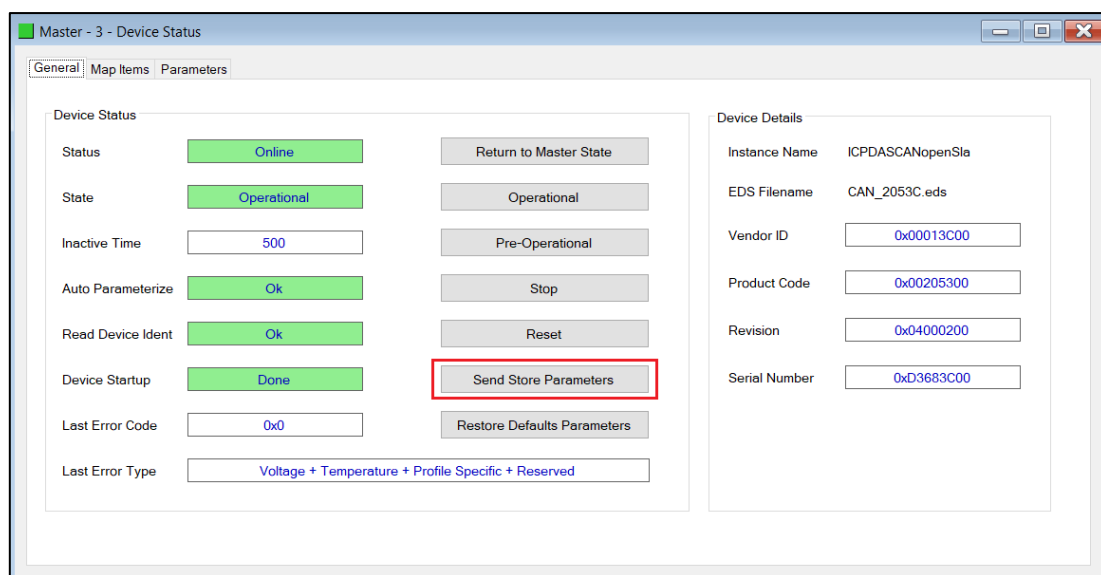 Master - 3 - Device Status
General Map Items Parameters
Device Status
Status Online Return to Master State
State Operational Operational
Inactive Time 500 Pre-Operational
Auto Parameterize Ok Stop
Read Device Ident Ok Reset
Device Startup Done Send Store Parameters
Last Error Code 0x0 Restore Defaults Parameters
Last Error Type Voltage + Temperature + Profile Specific + Reserved
Device Details
Instance Name ICPDASCANopenSla
EDS Filename CAN_2053C.eds
Vendor ID 0x00013C00
Product Code 0x00205300
Revision 0x04000200
Serial Number 0xD3683C00